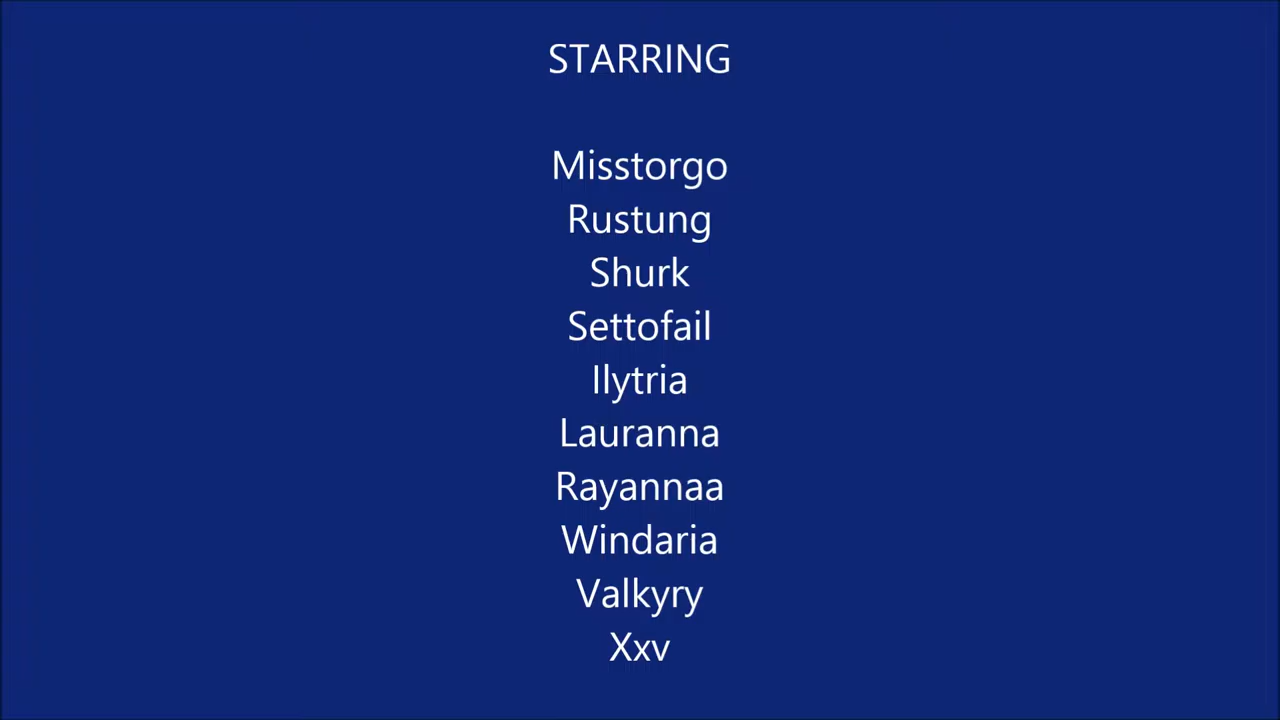 STARRING
Misstorgo
Rustung
Shurk
Settofail
Ilytria
Lauranna
Rayannaa
Windaria
Valkyry
Xxv